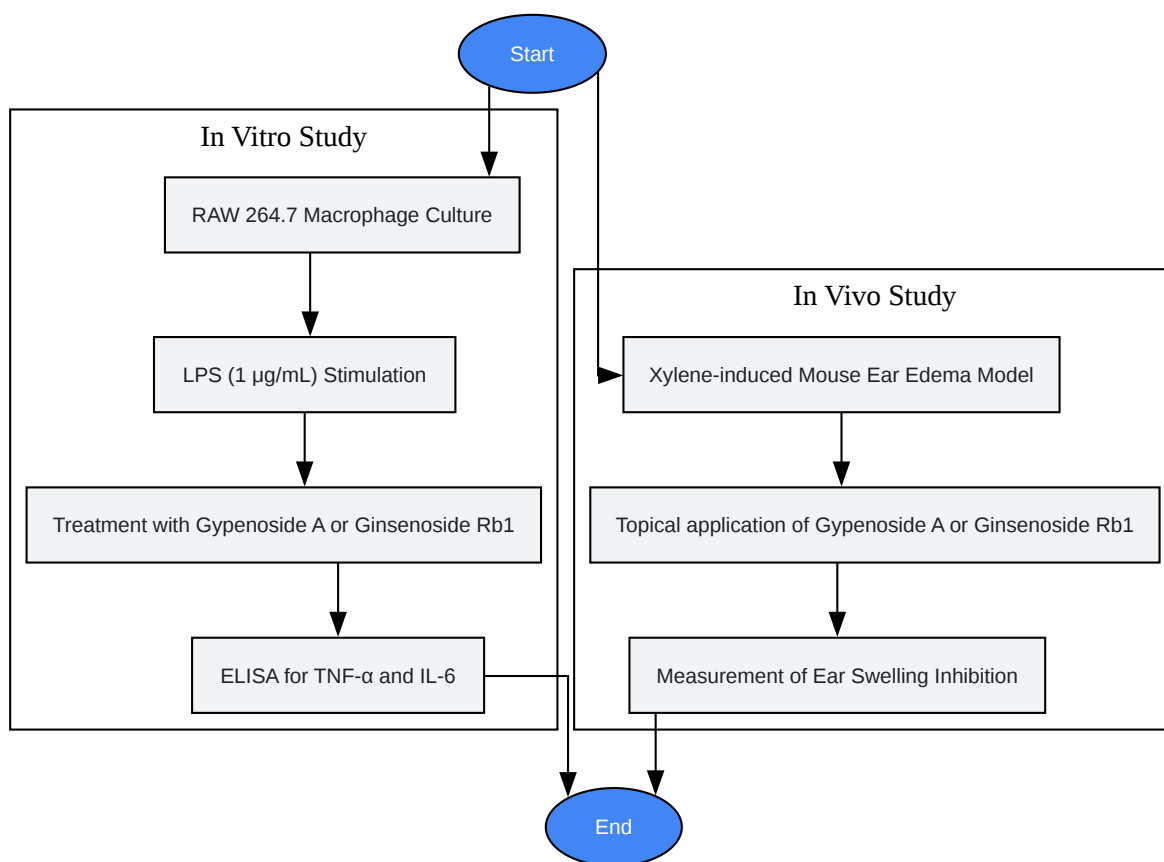 Start
In Vitro Study
RAW 264.7 Macrophage Culture
LPS (1 μg/mL) Stimulation
Treatment with Gypenoside A or Ginsenoside Rb1
ELISA for TNF-α and IL-6
In Vivo Study
Xylene-induced Mouse Ear Edema Model
Topical application of Gypenoside A or Ginsenoside Rb1
Measurement of Ear Swelling Inhibition
End